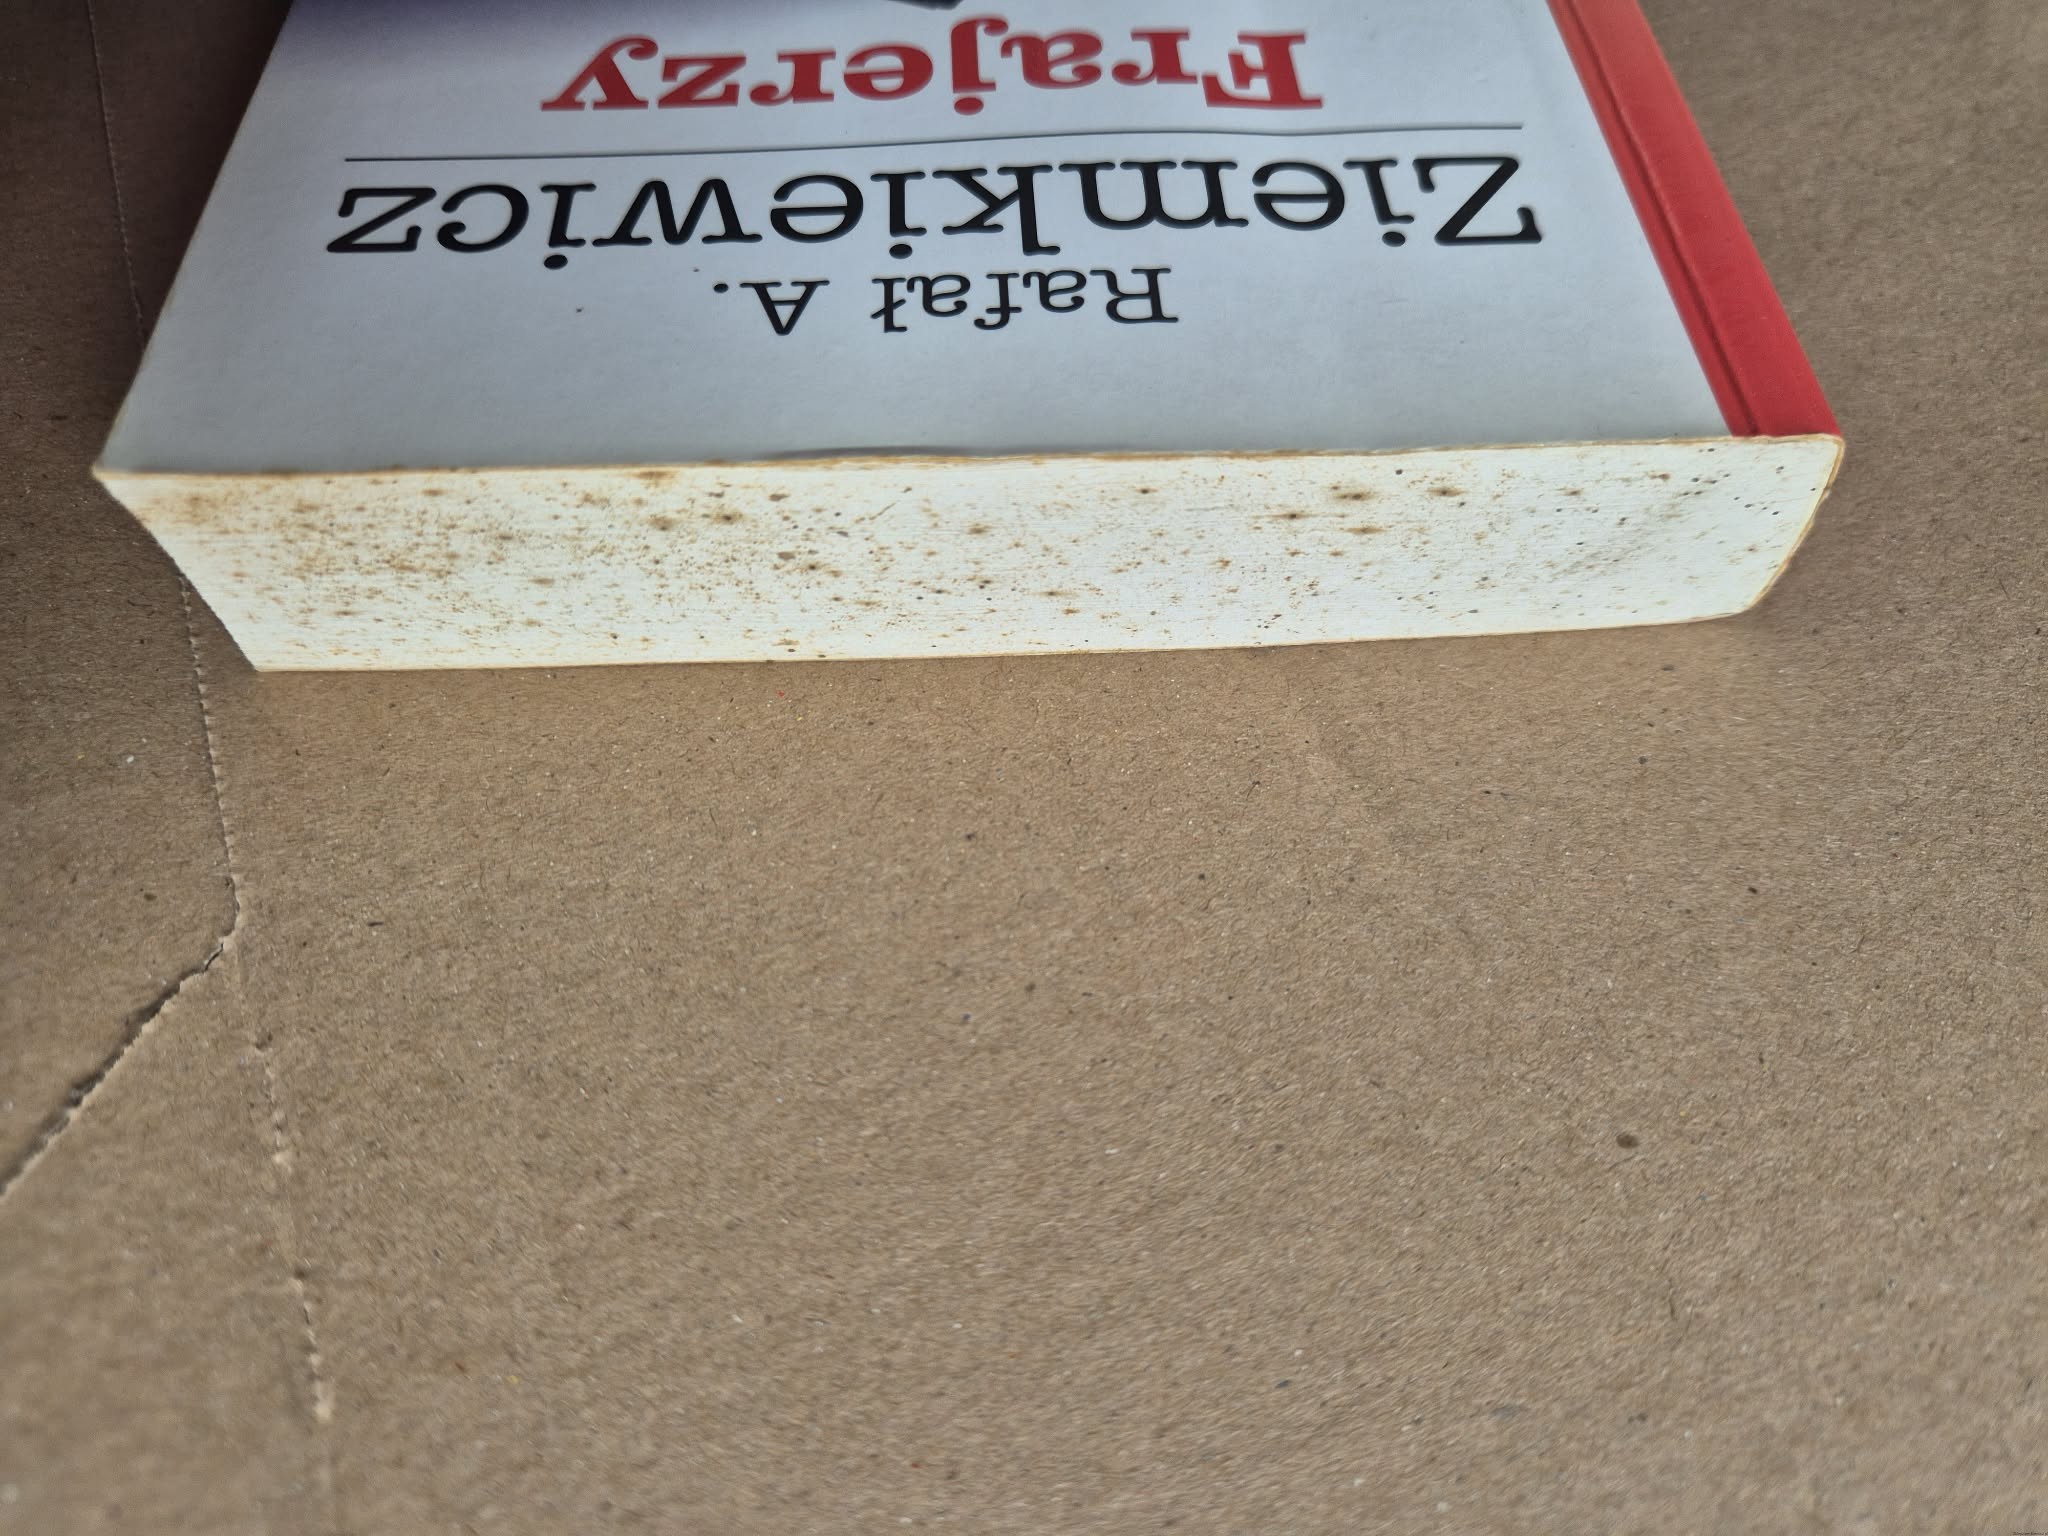 Rafał A.
Ziemkiewicz
Frajerzy